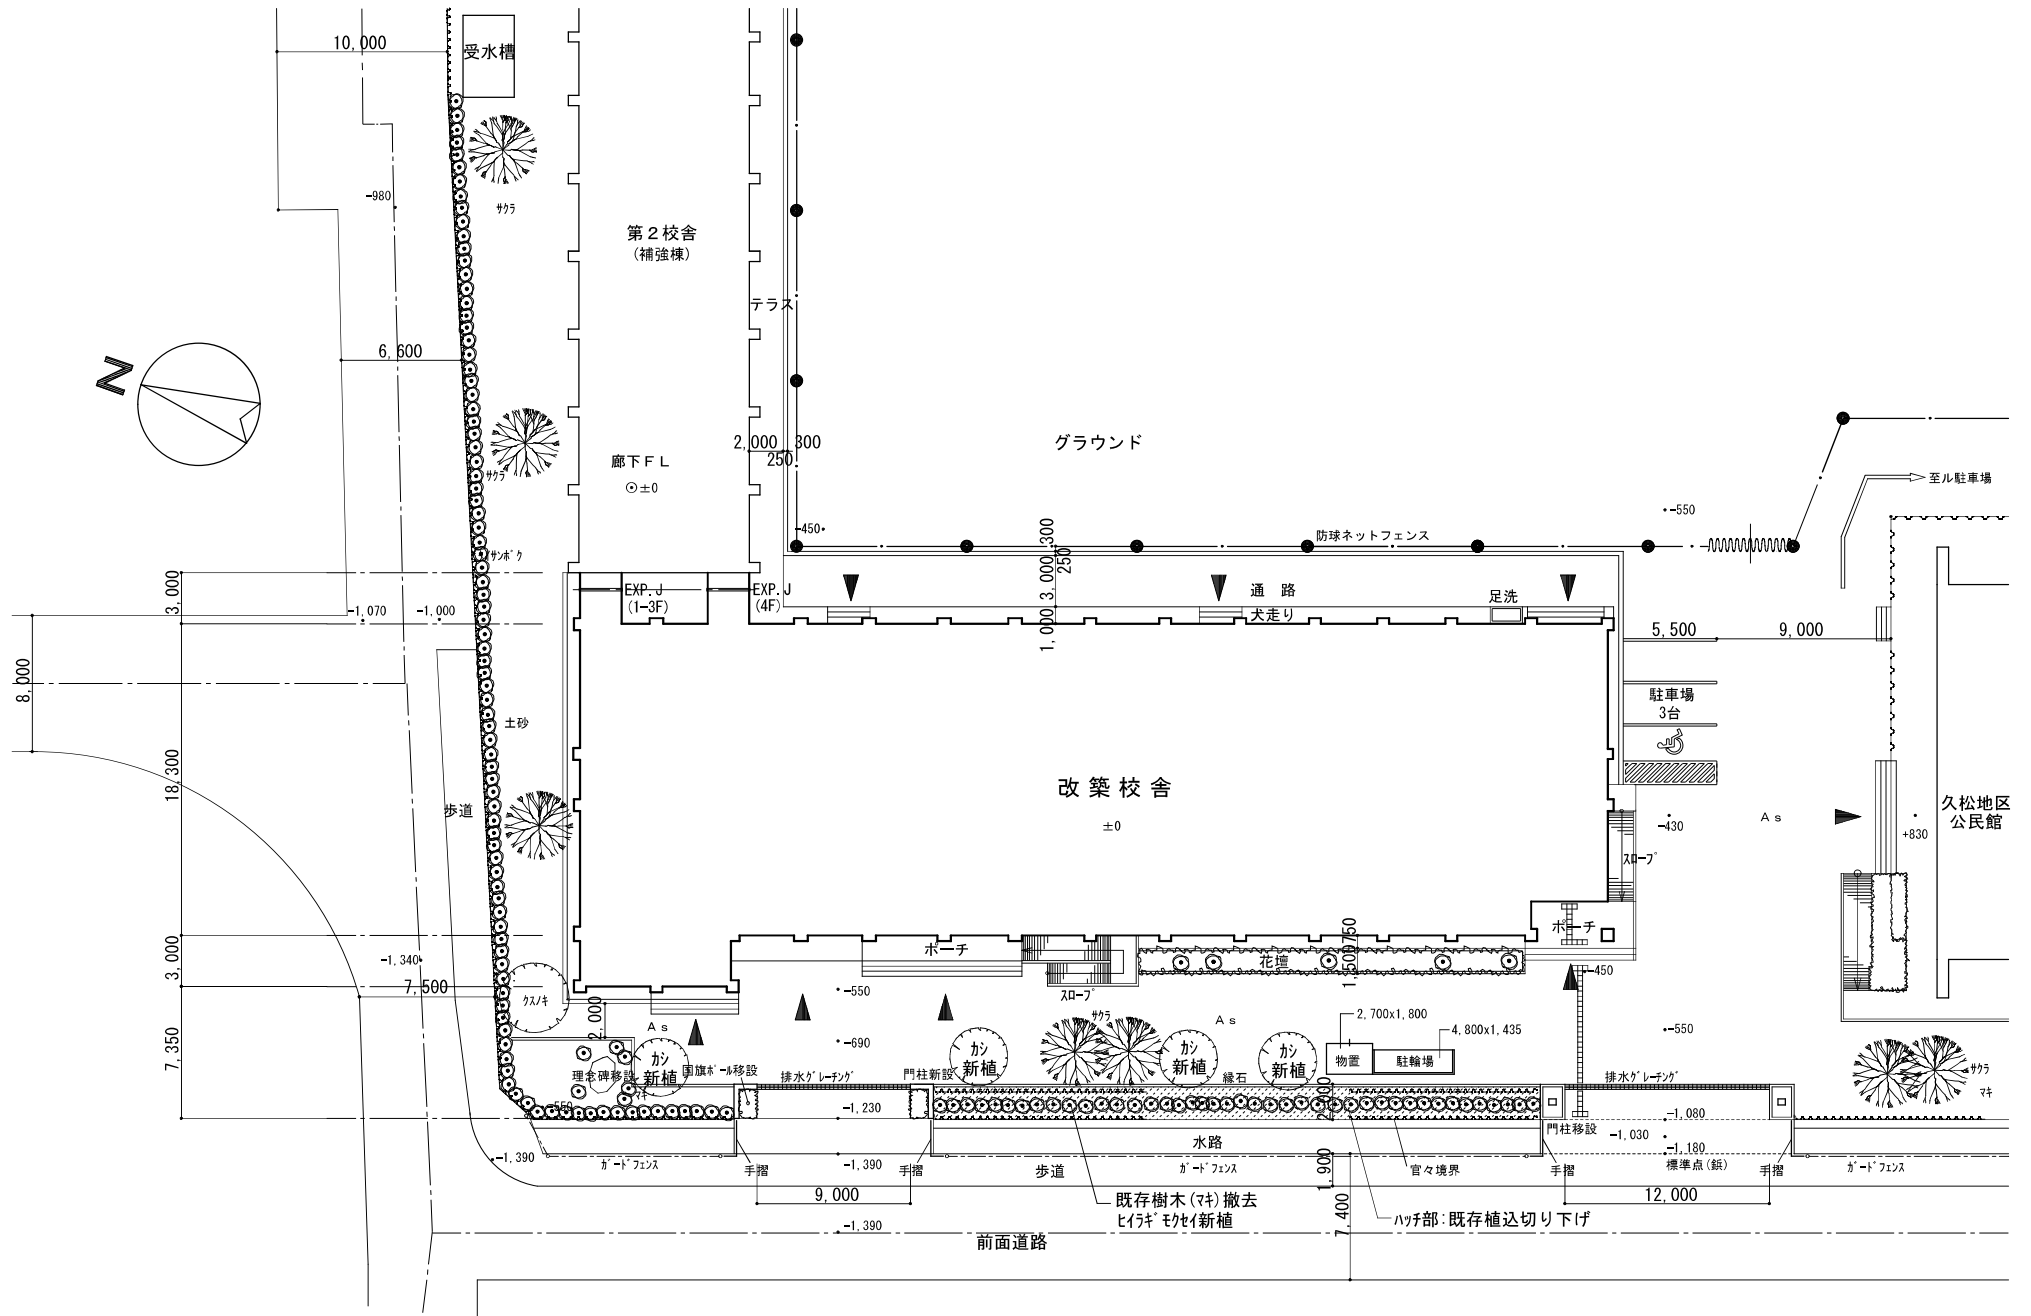 10,000
受水槽
-980
サクラ
第2校舎
(補強棟)
テラス
N
6,600
2,000
300
250
グラウンド
廊下FL
±0
サクラ
至ル駐車場
-550
-450
防球ネットフェンス
300
250
3,000
1,000
サンボク
3,000
EXP.J
(1-3F)
EXP.J
(4F)
通 路
足洗
犬走り
-1,070
-1,000
5,500
9,000
8,000
駐車場
3台
土砂
18,300
改築校舎
±0
歩道
-430
As
久松地区
公民館
+830
スロープ
ポーチ
ポーチ
750
1,500
花壇
3,000
-1,340
7,500
クスノキ
-550
スロープ
-450
2,000
As
サクラ
As
2,700x1,800
4,800x1,435
-550
7,350
-690
カシ
新植
カシ
新植
カシ
新植
カシ
新植
物置
駐輪場
理念碑移設
国旗ポール移設
排水グレーチング
門柱新設
縁石
排水グレーチング
サクラ
マキ
マキ
-550
-1,230
2,000
-1,080
門柱移設
-1,030
水路
-1,180
-1,390
ガードフェンス
手摺
-1,390
手摺
歩道
ガードフェンス
官々境界
手摺
標準点(鋲)
手摺
ガードフェンス
1,900
9,000
12,000
既存樹木(マキ)撤去
ヒイラギモクセイ新植
ハッチ部:既存植込切り下げ
7,400
-1,390
前面道路